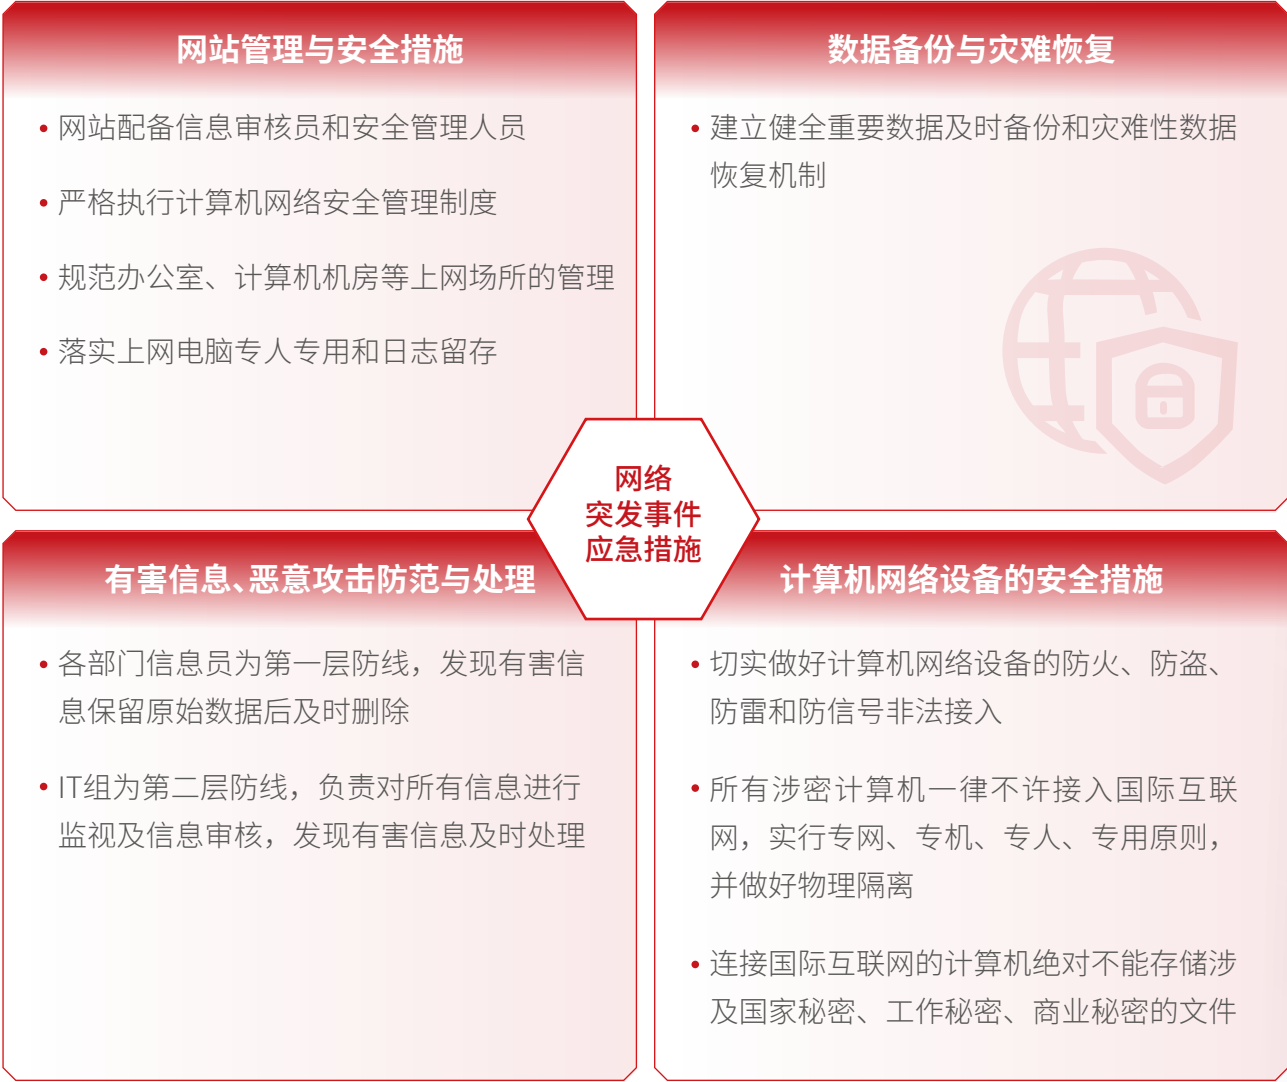 网站管理与安全措施
• 网站配备信息审核员和安全管理人员
• 严格执行计算机网络安全管理制度
• 规范办公室、计算机机房等上网场所的管理
• 落实上网电脑专人专用和日志留存
数据备份与灾难恢复
• 建立健全重要数据及时备份和灾难性数据
恢复机制
网络
突发事件
应急措施
有害信息、恶意攻击防范与处理
• 各部门信息员为第一层防线，发现有害信
息保留原始数据后及时删除
• IT组为第二层防线，负责对所有信息进行
监视及信息审核，发现有害信息及时处理
计算机网络设备的安全措施
• 切实做好计算机网络设备的防火、防盗、
防雷和防信号非法接入
• 所有涉密计算机一律不许接入国际互联
网，实行专网、专机、专人、专用原则，
并做好物理隔离
• 连接国际互联网的计算机绝对不能存储涉
及国家秘密、工作秘密、商业秘密的文件